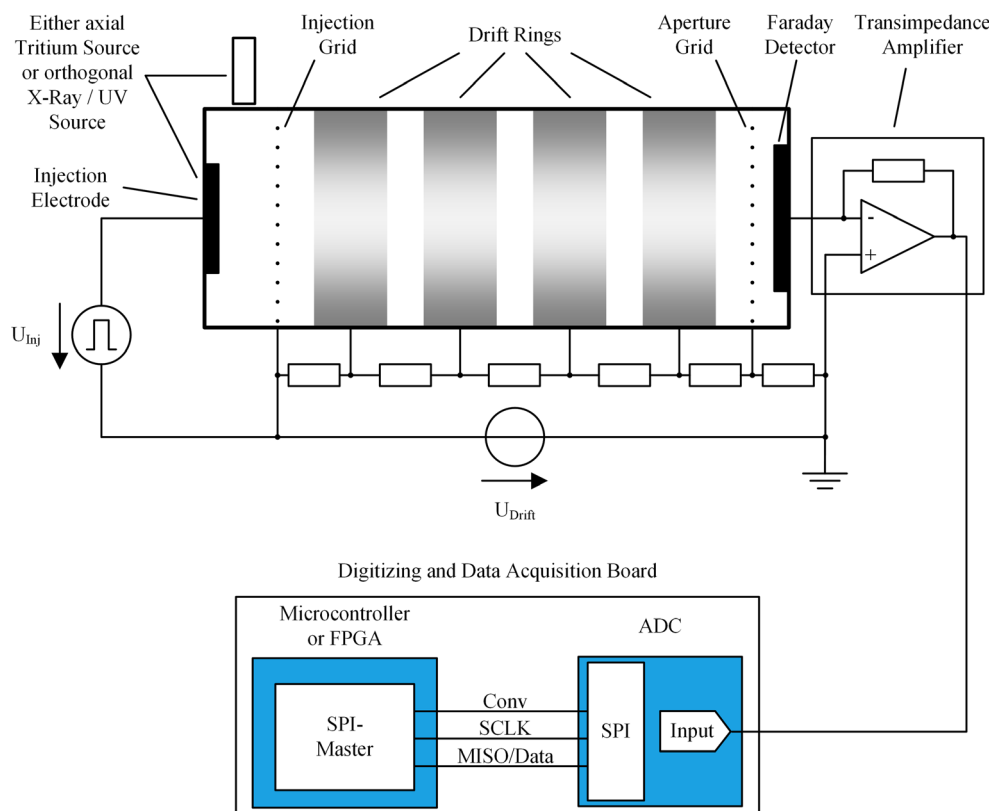 Either axial
Tritium Source
or orthogonal
X-Ray / UV
Source
Injection
Grid
Drift Rings
Aperture
Grid
Faraday
Detector
Transimpedance
Amplifier
Injection
Electrode
-
+
U_Inj
U_Drift
Digitizing and Data Acquisition Board
Microcontroller
or FPGA
ADC
SPI-
Master
Conv
SCLK
MISO/Data
SPI
Input